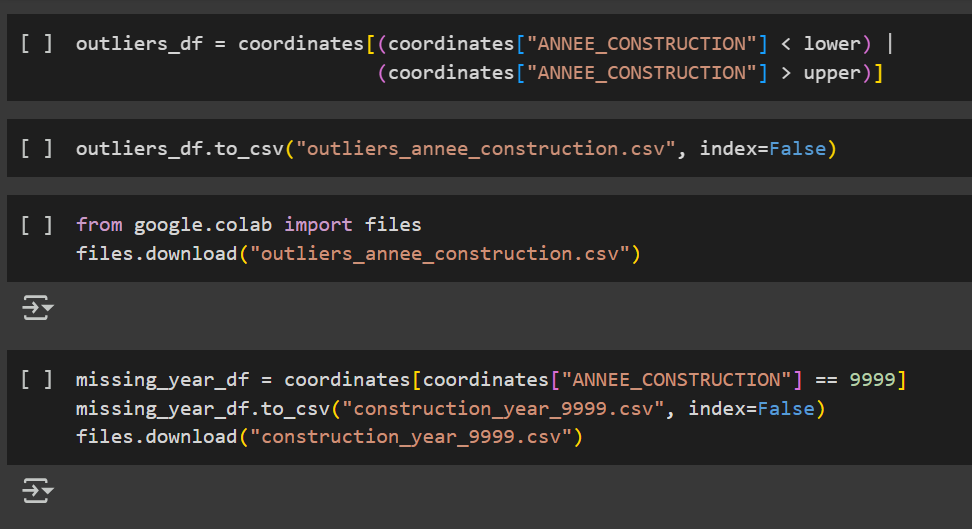 [ ] outliers_df = coordinates[(coordinates["ANNEE_CONSTRUCTION"] < lower) |
(coordinates["ANNEE_CONSTRUCTION"] > upper)]
[ ] outliers_df.to_csv("outliers_annee_construction.csv", index=False)
[ ] from google.colab import files
files.download("outliers_annee_construction.csv")
[ ] missing_year_df = coordinates[coordinates["ANNEE_CONSTRUCTION"] == 9999]
missing_year_df.to_csv("construction_year_9999.csv", index=False)
files.download("construction_year_9999.csv")